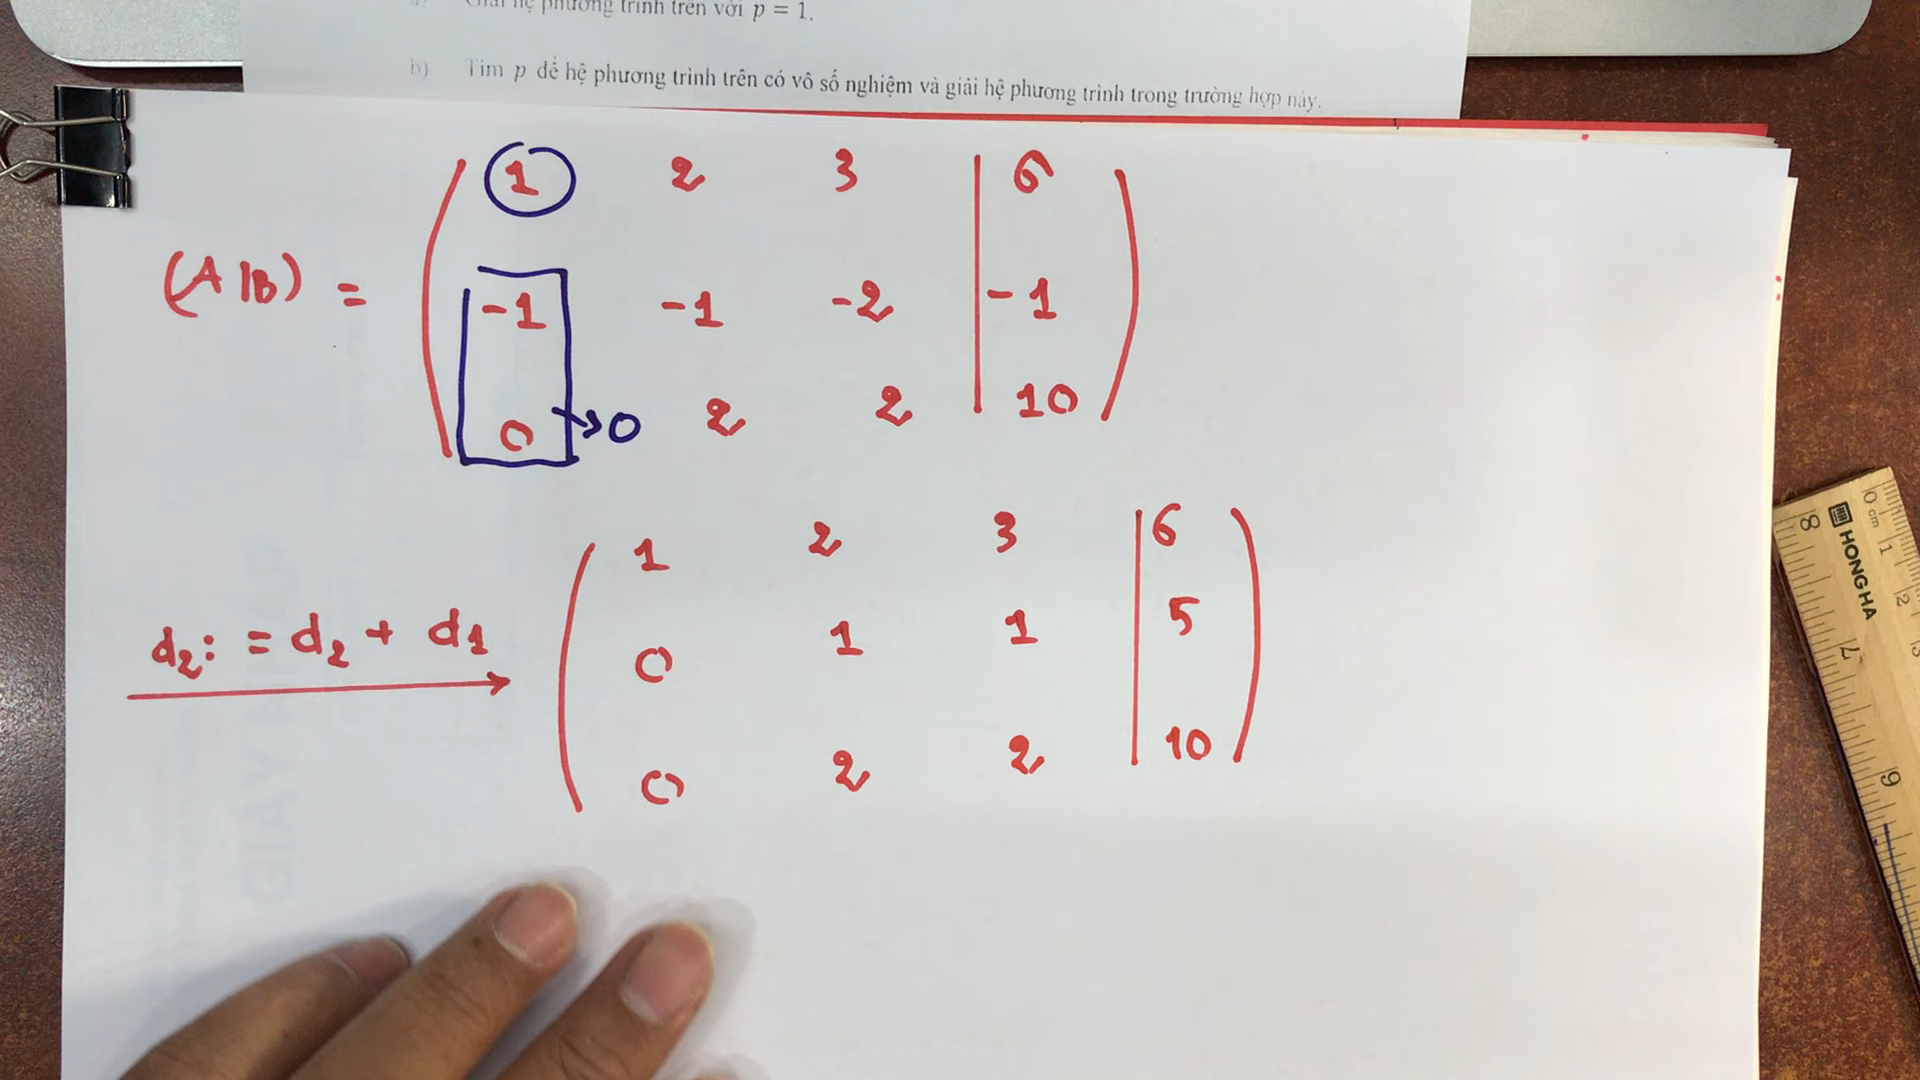 a) Giải hệ phương trình trên với p = 1.
b) Tìm p để hệ phương trình trên có vô số nghiệm và giải hệ phương trình trong trường hợp này.
1 2 3 | 6
(A|B) = -1 -1 -2 | -1
0 →0 2 2 | 10
1 2 3 | 6
d2: = d2 + d1 0 1 1 | 5
0 2 2 | 10
0 cm 1 2 3
HONG HA
8 7 6